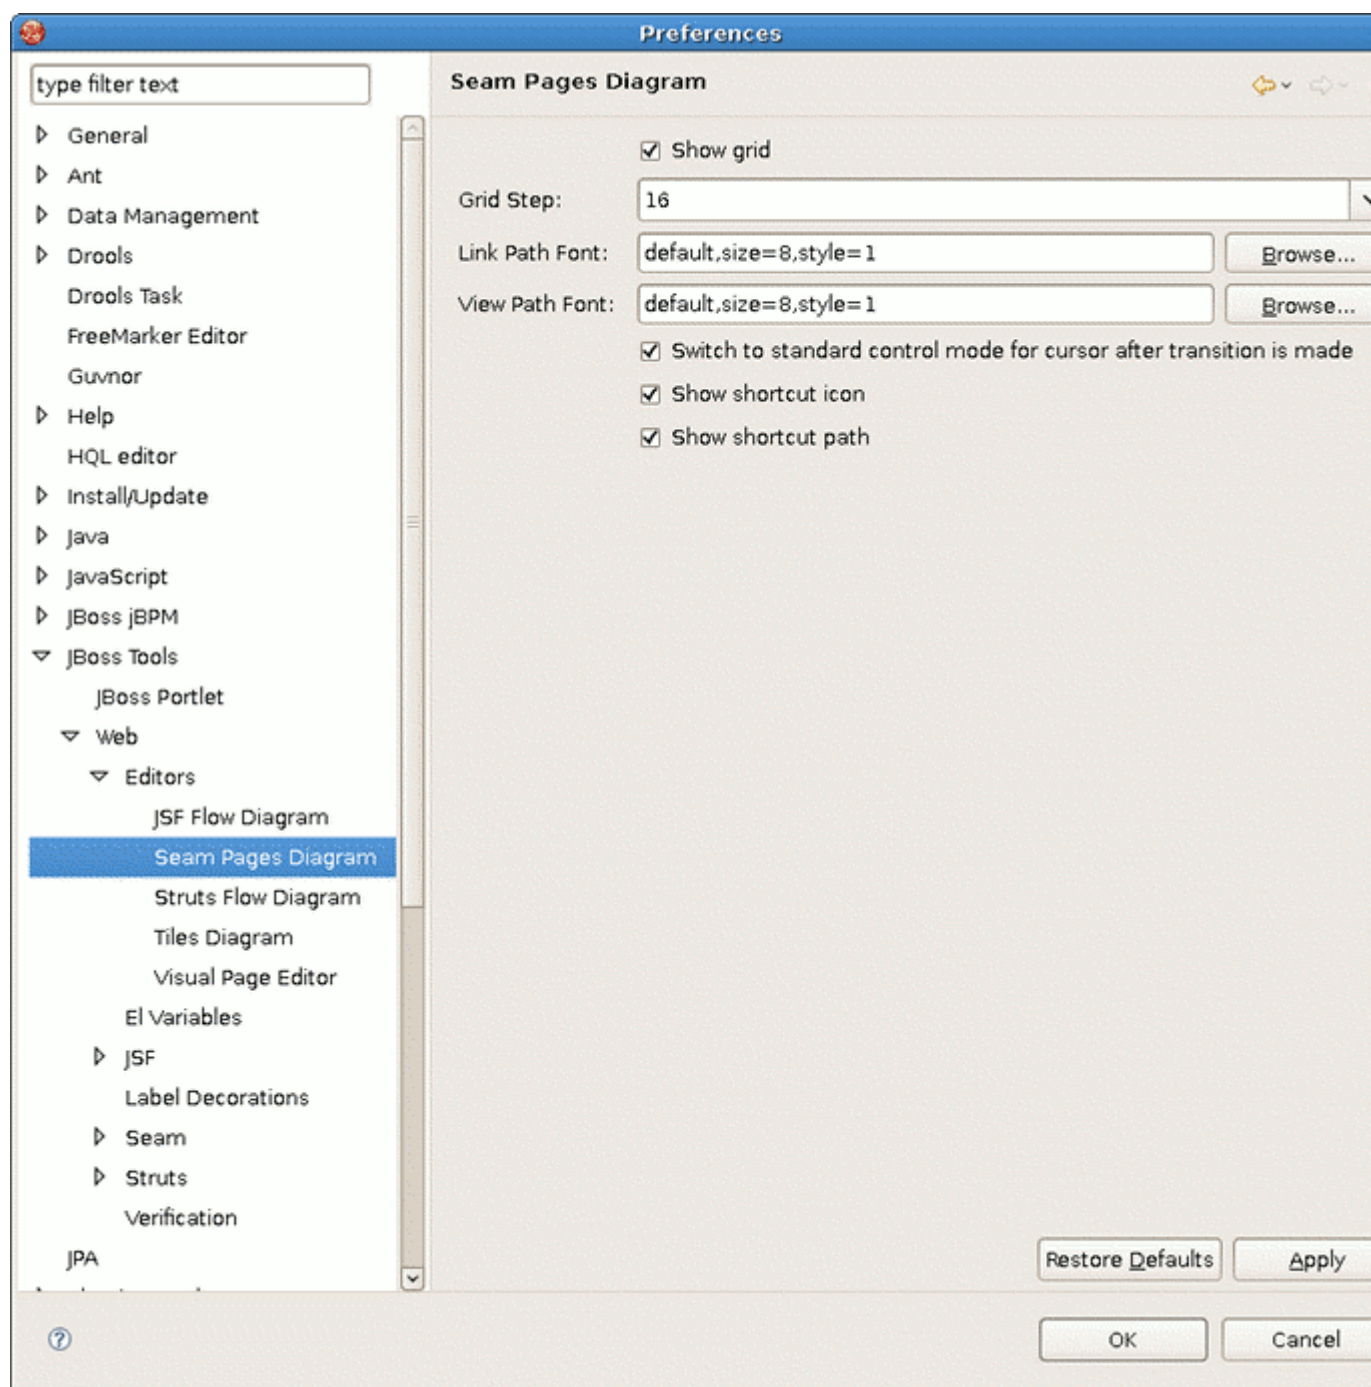 Preferences
type filter text
General
Ant
Data Management
Drools
Drools Task
FreeMarker Editor
Guvnor
Help
HQL editor
Install/Update
Java
JavaScript
JBoss jBPM
JBoss Tools
JBoss Portlet
Web
Editors
JSF Flow Diagram
Seam Pages Diagram
Struts Flow Diagram
Tiles Diagram
Visual Page Editor
El Variables
JSF
Label Decorations
Seam
Struts
Verification
JPA
Seam Pages Diagram
Show grid
Grid Step: 16
Link Path Font: default,size=8,style=1 Browse...
View Path Font: default,size=8,style=1 Browse...
Switch to standard control mode for cursor after transition is made
Show shortcut icon
Show shortcut path
Restore Defaults Apply
OK Cancel